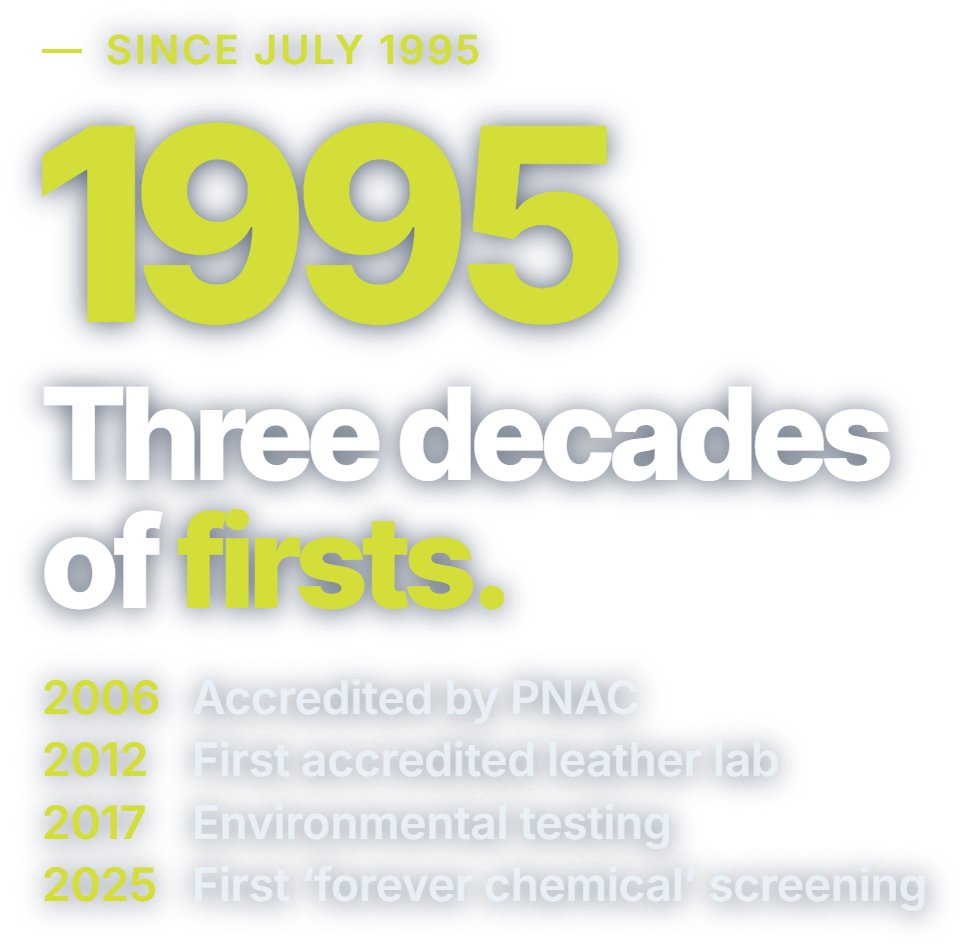 — SINCE JULY 1995
1995
Three decades
of firsts.
2006 Accredited by PNAC
2012 First accredited leather lab
2017 Environmental testing
2025 First ‘forever chemical’ screening